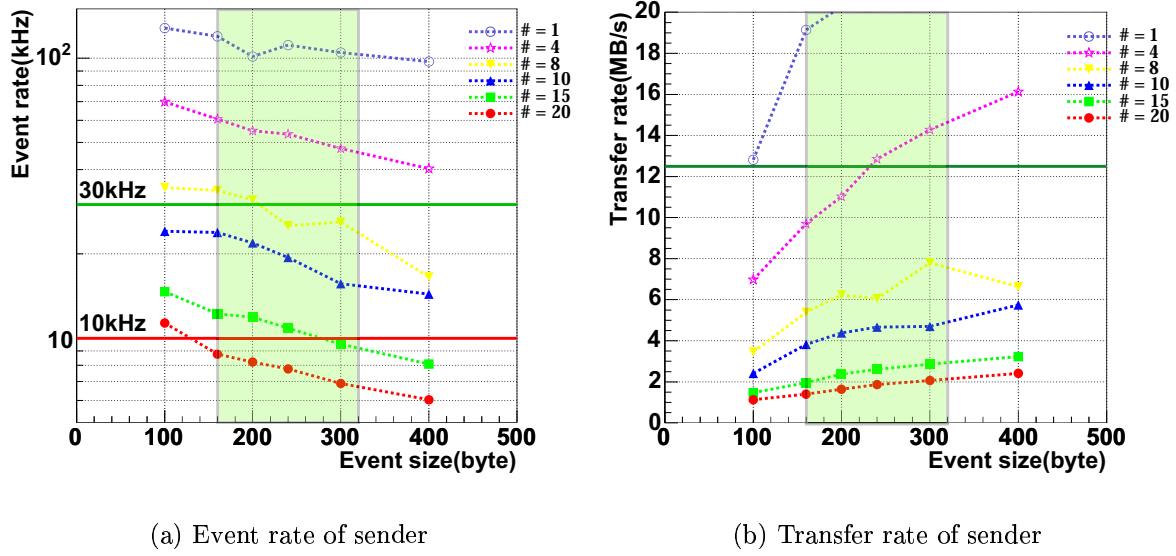 Event rate(kHz)
10²
10
30kHz
10kHz
# = 1
# = 4
# = 8
# = 10
# = 15
# = 20
0 100 200 300 400 500
Event size(byte)
(a) Event rate of sender
Transfer rate(MB/s)
20
18
16
14
12
10
8
6
4
2
0
# = 1
# = 4
# = 8
# = 10
# = 15
# = 20
0 100 200 300 400 500
Event size(byte)
(b) Transfer rate of sender